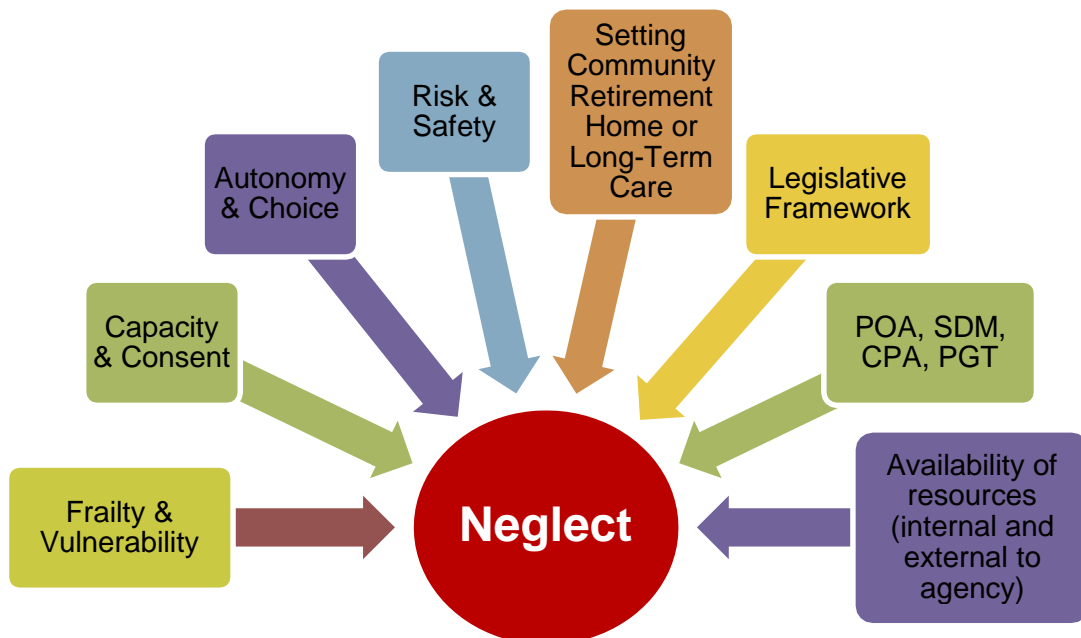 Frailty &
Vulnerability
Capacity
& Consent
Autonomy
& Choice
Risk &
Safety
Setting
Community
Retirement
Home or
Long-Term
Care
Legislative
Framework
POA, SDM,
CPA, PGT
Availability of
resources
(internal and
external to
agency)
Neglect